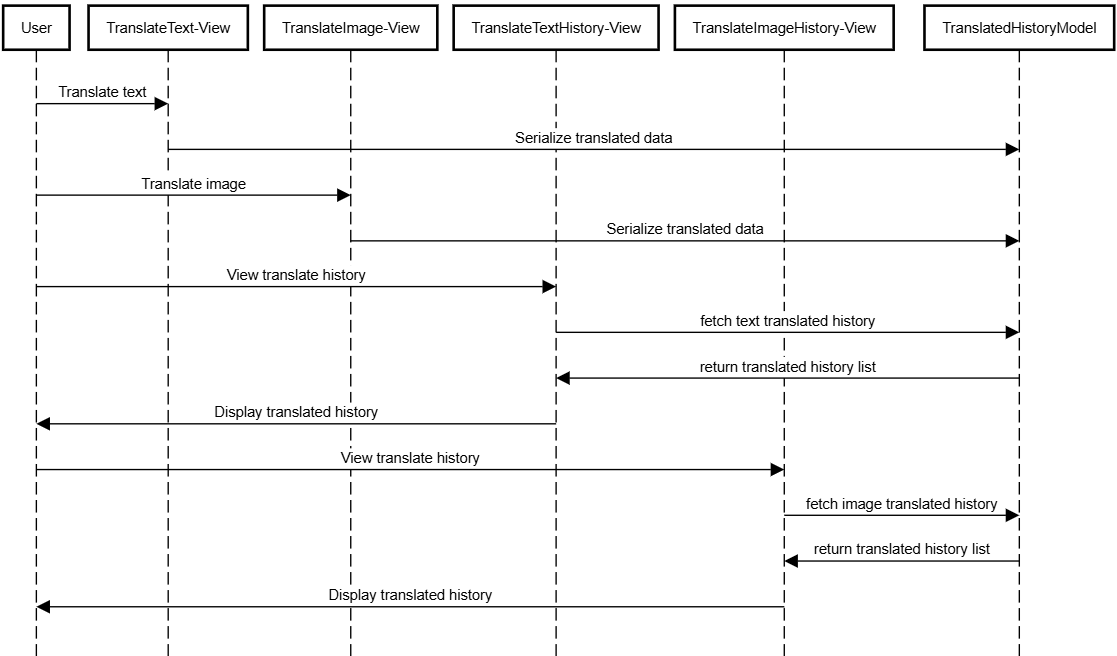 User
TranslateText-View
TranslateImage-View
TranslateTextHistory-View
TranslateImageHistory-View
TranslatedHistoryModel
Translate text
Serialize translated data
Translate image
Serialize translated data
View translate history
fetch text translated history
return translated history list
Display translated history
View translate history
fetch image translated history
return translated history list
Display translated history